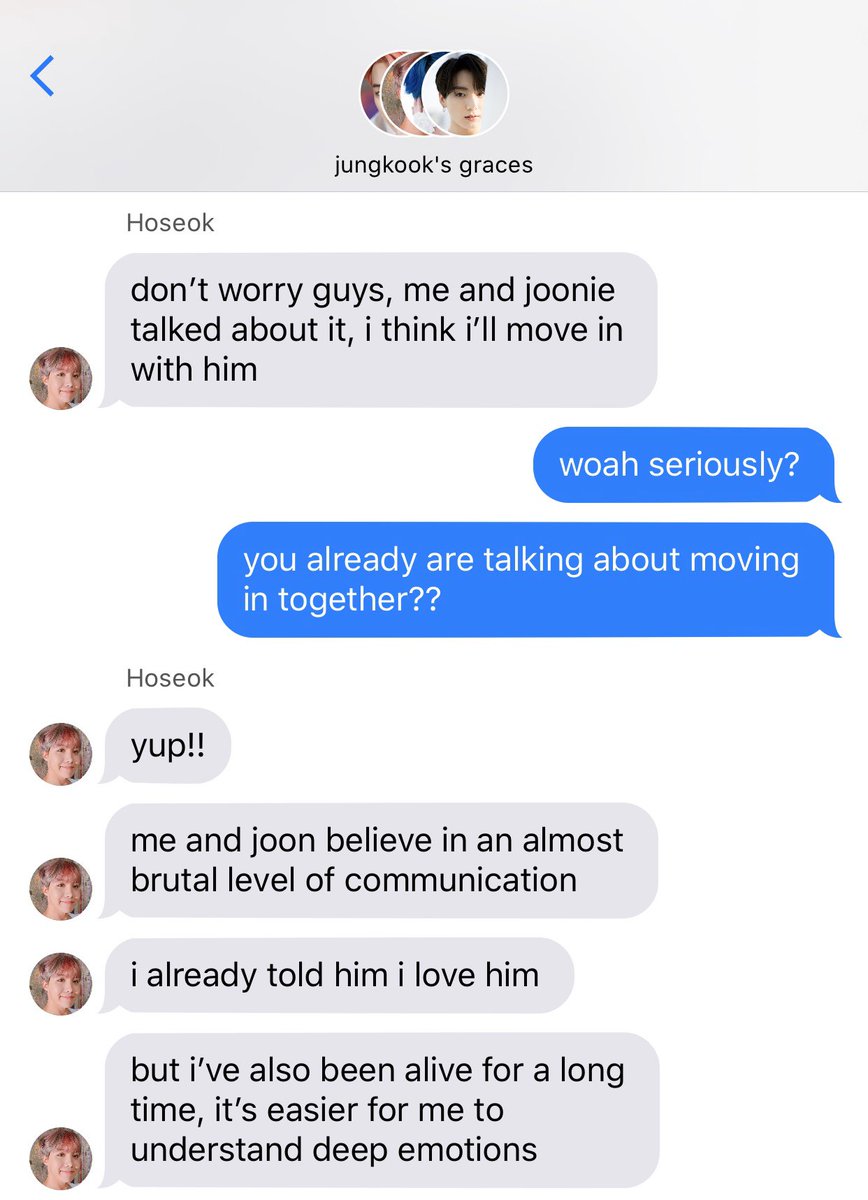 jungkook's graces
Hoseok
don’t worry guys, me and joonie
talked about it, i think i’ll move in
with him
woah seriously?
you already are talking about moving
in together??
Hoseok
yup!!
me and joon believe in an almost
brutal level of communication
i already told him i love him
but i’ve also been alive for a long
time, it’s easier for me to
understand deep emotions